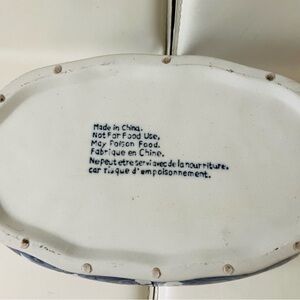 Made in China.
Not For Food Use.
May Poison Food.
Fabrique en Chine.
Ne peut etre servi avec de la nourriture,
car risque d'empoisonnement.